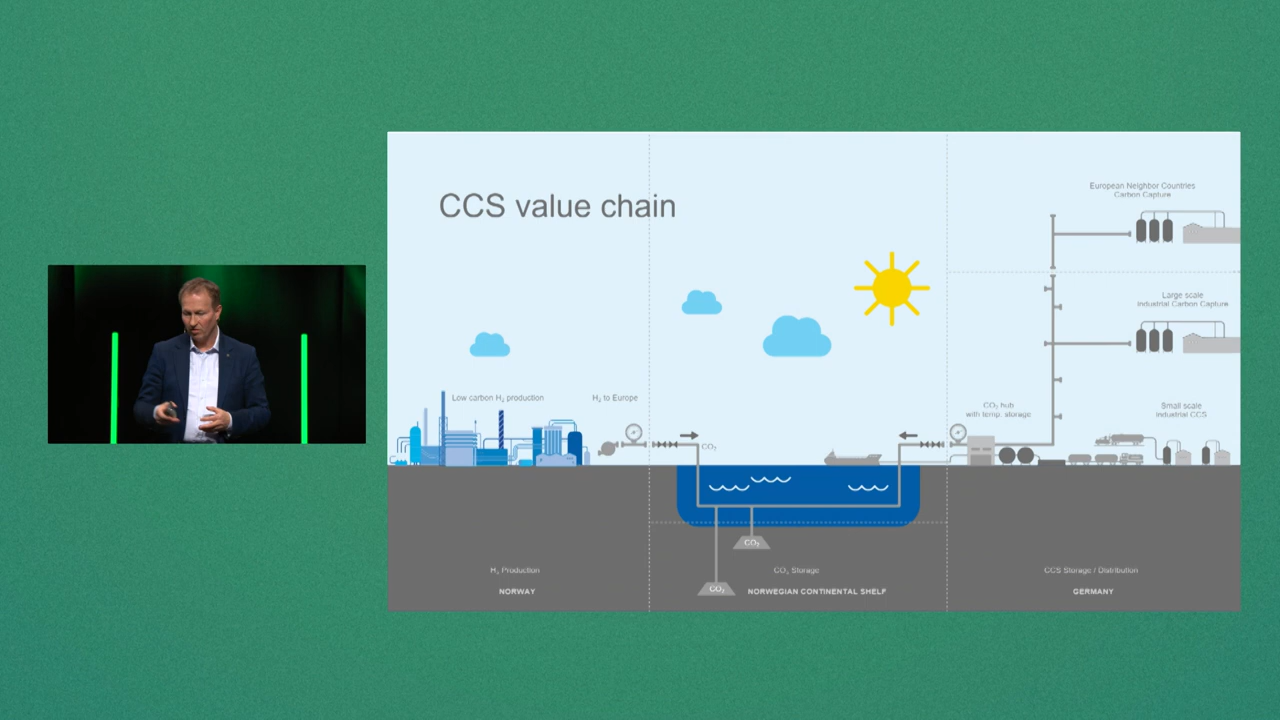 CCS value chain
European Neighbor Countries
Carbon Capture
Large scale
Industrial Carbon Capture
Low carbon H₂ production
H₂ to Europe
CO₂
CO₂ hub
with temp. storage
Small scale
industrial CCS
CO₂
CO₂
H₂ Production
NORWAY
CO₂ Storage
NORWEGIAN CONTINENTAL SHELF
CCS Storage / Distribution
GERMANY